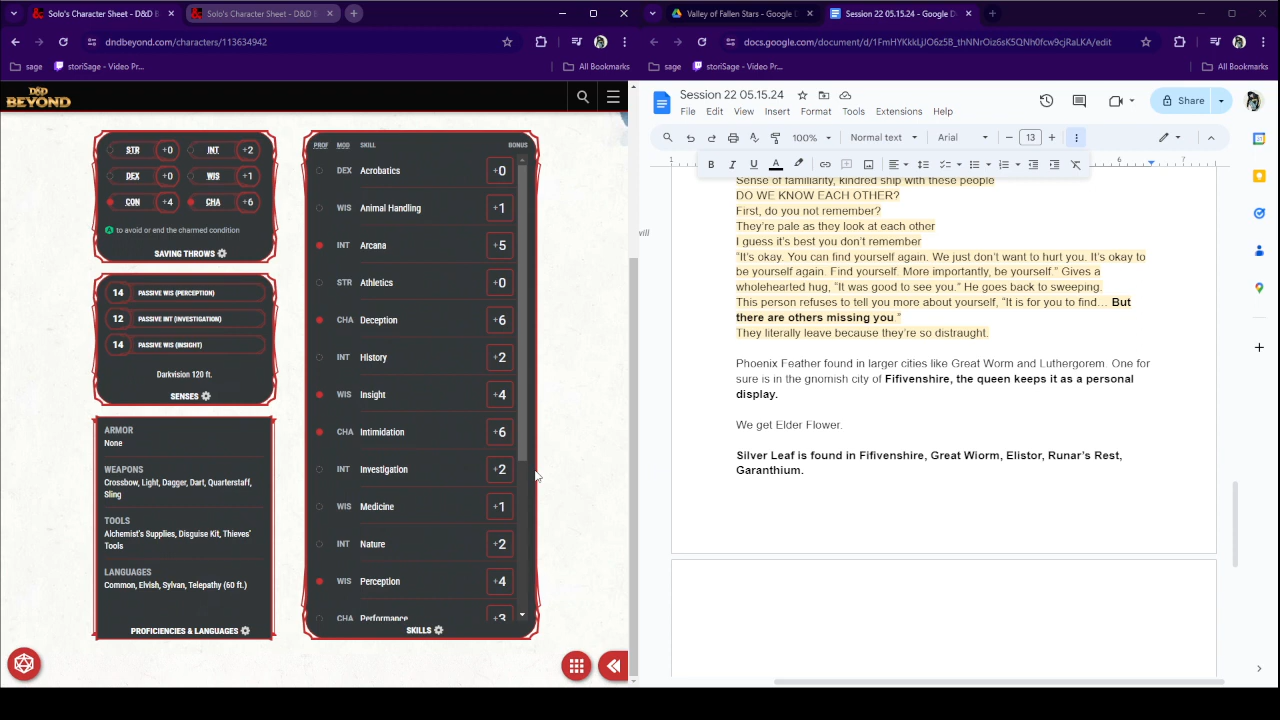 Solo's Character Sheet - D&D B
Solo's Character Sheet - D&D B
dndbeyond.com/characters/113634942
sage
storiSage - Video Pr...
All Bookmarks
D&D
BEYOND
STR +0 INT +2
DEX +0 WIS +1
CON +4 CHA +6
A to avoid or end the charmed condition
SAVING THROWS
14 PASSIVE WIS (PERCEPTION)
12 PASSIVE INT (INVESTIGATION)
14 PASSIVE WIS (INSIGHT)
Darkvision 120 ft.
SENSES
ARMOR
None
WEAPONS
Crossbow, Light, Dagger, Dart, Quarterstaff,
Sling
TOOLS
Alchemist's Supplies, Disguise Kit, Thieves'
Tools
LANGUAGES
Common, Elvish, Sylvan, Telepathy (60 ft.)
PROFICIENCIES & LANGUAGES
PROF MOD SKILL BONUS
DEX Acrobatics +0
WIS Animal Handling +1
INT Arcana +5
STR Athletics +0
CHA Deception +6
INT History +2
WIS Insight +4
CHA Intimidation +6
INT Investigation +2
WIS Medicine +1
INT Nature +2
WIS Perception +4
CHA Performance +3
SKILLS
Valley of Fallen Stars - Google D
Session 22 05.15.24 - Google D
docs.google.com/document/d/1FmHYKkkLjJO6z5B_thNNrOiz6sK5QNh0fcw9cjRaLKA/edit
sage
storiSage - Video Pr...
All Bookmarks
Session 22 05.15.24
File Edit View Insert Format Tools Extensions Help
Share
100% Normal text Arial 13
B I U A
1 6 7
will
Sense of familiarity, kindred ship with these people
DO WE KNOW EACH OTHER?
First, do you not remember?
They're pale as they look at each other
I guess it's best you don't remember
"It's okay. You can find yourself again. We just don't want to hurt you. It's okay to
be yourself again. Find yourself. More importantly, be yourself." Gives a
wholehearted hug, "It was good to see you." He goes back to sweeping.
This person refuses to tell you more about yourself, "It is for you to find... But
there are others missing you."
They literally leave because they're so distraught.
Phoenix Feather found in larger cities like Great Worm and Luthergorem. One for
sure is in the gnomish city of Fifivenshire, the queen keeps it as a personal
display.
We get Elder Flower.
Silver Leaf is found in Fifivenshire, Great Wiorm, Elistor, Runar's Rest,
Garanthium.